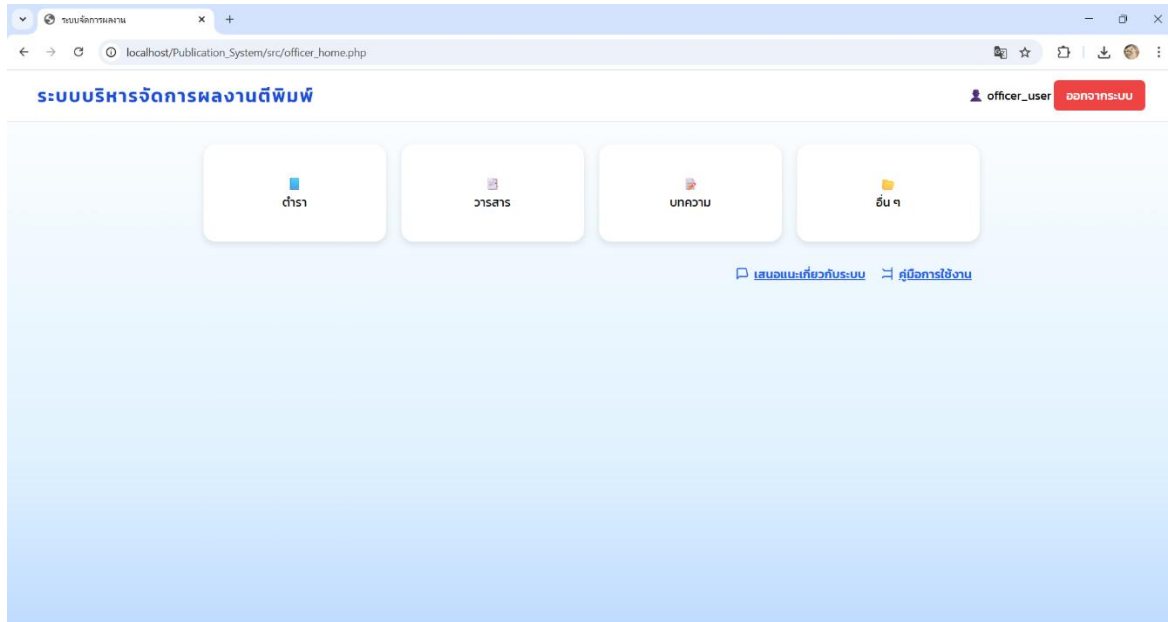 ระบบจัดการผลงาน
localhost/Publication_System/src/officer_home.php
ระบบบริหารจัดการผลงานตีพิมพ์
officer_user
ออกจากระบบ
ตำรา
วารสาร
บทความ
อื่น ๆ
เสนอแนะเกี่ยวกับระบบ
คู่มือการใช้งาน